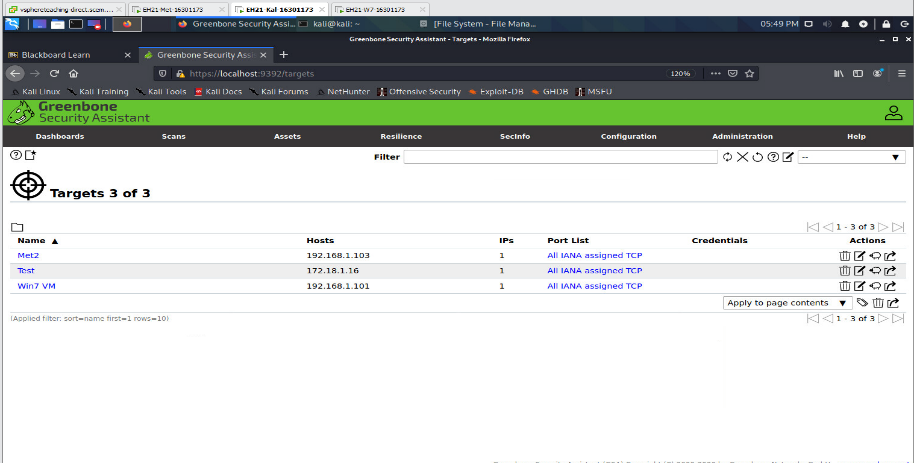 vsphereteaching-direct.scem.... EH21-Met-16301173 EH21-Kal-16301173 EH21-W7-16301173
Greenbone Security Assi... kali@kali: ~ [File System - File Mana... 05:49 PM
Greenbone Security Assistant - Targets - Mozilla Firefox
Blackboard Learn Greenbone Security Assis
https://localhost:9392/targets 120%
Kali Linux Kali Training Kali Tools Kali Docs Kali Forums NetHunter Offensive Security Exploit-DB GHDB MSFU
Greenbone
Security Assistant
Dashboards Scans Assets Resilience SecInfo Configuration Administration Help
Filter --
Targets 3 of 3
1 - 3 of 3
Name ▲ Hosts IPs Port List Credentials Actions
Met2 192.168.1.103 1 All IANA assigned TCP
Test 172.18.1.16 1 All IANA assigned TCP
Win7 VM 192.168.1.101 1 All IANA assigned TCP
Apply to page contents
(Applied filter: sort=name first=1 rows=10) 1 - 3 of 3